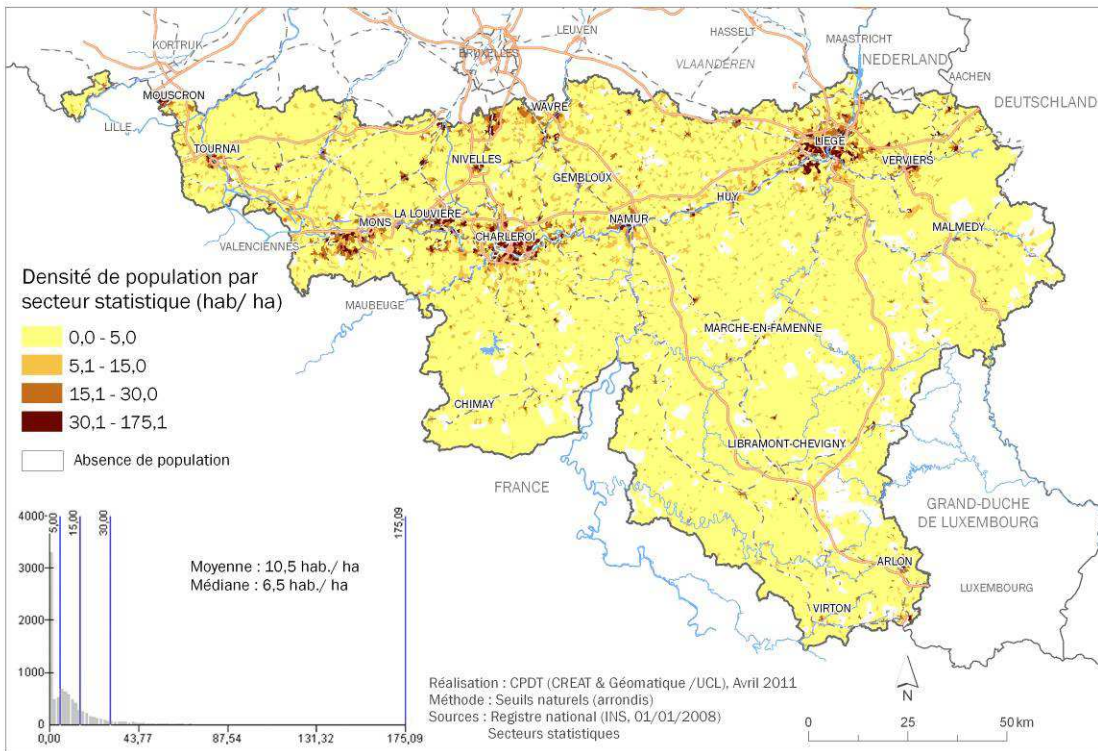 KORTRIJK
BRUXELLES
LEUVEN
HASSELT
MAASTRICHT
VLAANDEREN
NEDERLAND
AACHEN
DEUTSCHLAND
MOUSCRON
LILLE
TOURNAI
WAVRE
NIVELLES
GEMBLOUX
LIEGE
VERVIERS
HUY
LA LOUVIERE
MONS
NAMUR
CHARLEROI
MALMEDY
VALENCIENNES
MAUBEUGE
MARCHE-EN-FAMENNE
CHIMAY
LIBRAMONT-CHEVIGNY
FRANCE
GRAND-DUCHE
DE LUXEMBOURG
ARLON
LUXEMBOURG
VIRTON
Densité de population par
secteur statistique (hab/ ha)
0,0 - 5,0
5,1 - 15,0
15,1 - 30,0
30,1 - 175,1
Absence de population
4000
3000
2000
1000
0
5,00
15,00
30,00
175,09
Moyenne : 10,5 hab./ ha
Médiane : 6,5 hab./ ha
0,00
43,77
87,54
131,32
175,09
Réalisation : CPDT (CREAT & Géomatique /UCL), Avril 2011
Méthode : Seuils naturels (arrondis)
Sources : Registre national (INS, 01/01/2008)
Secteurs statistiques
N
0 25 50 km